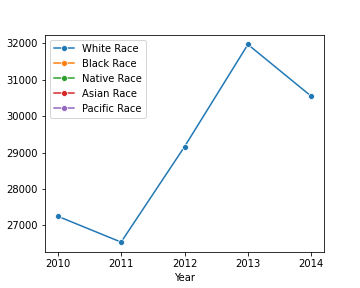 White Race
Black Race
Native Race
Asian Race
Pacific Race
32000
31000
30000
29000
28000
27000
2010 2011 2012 2013 2014
Year